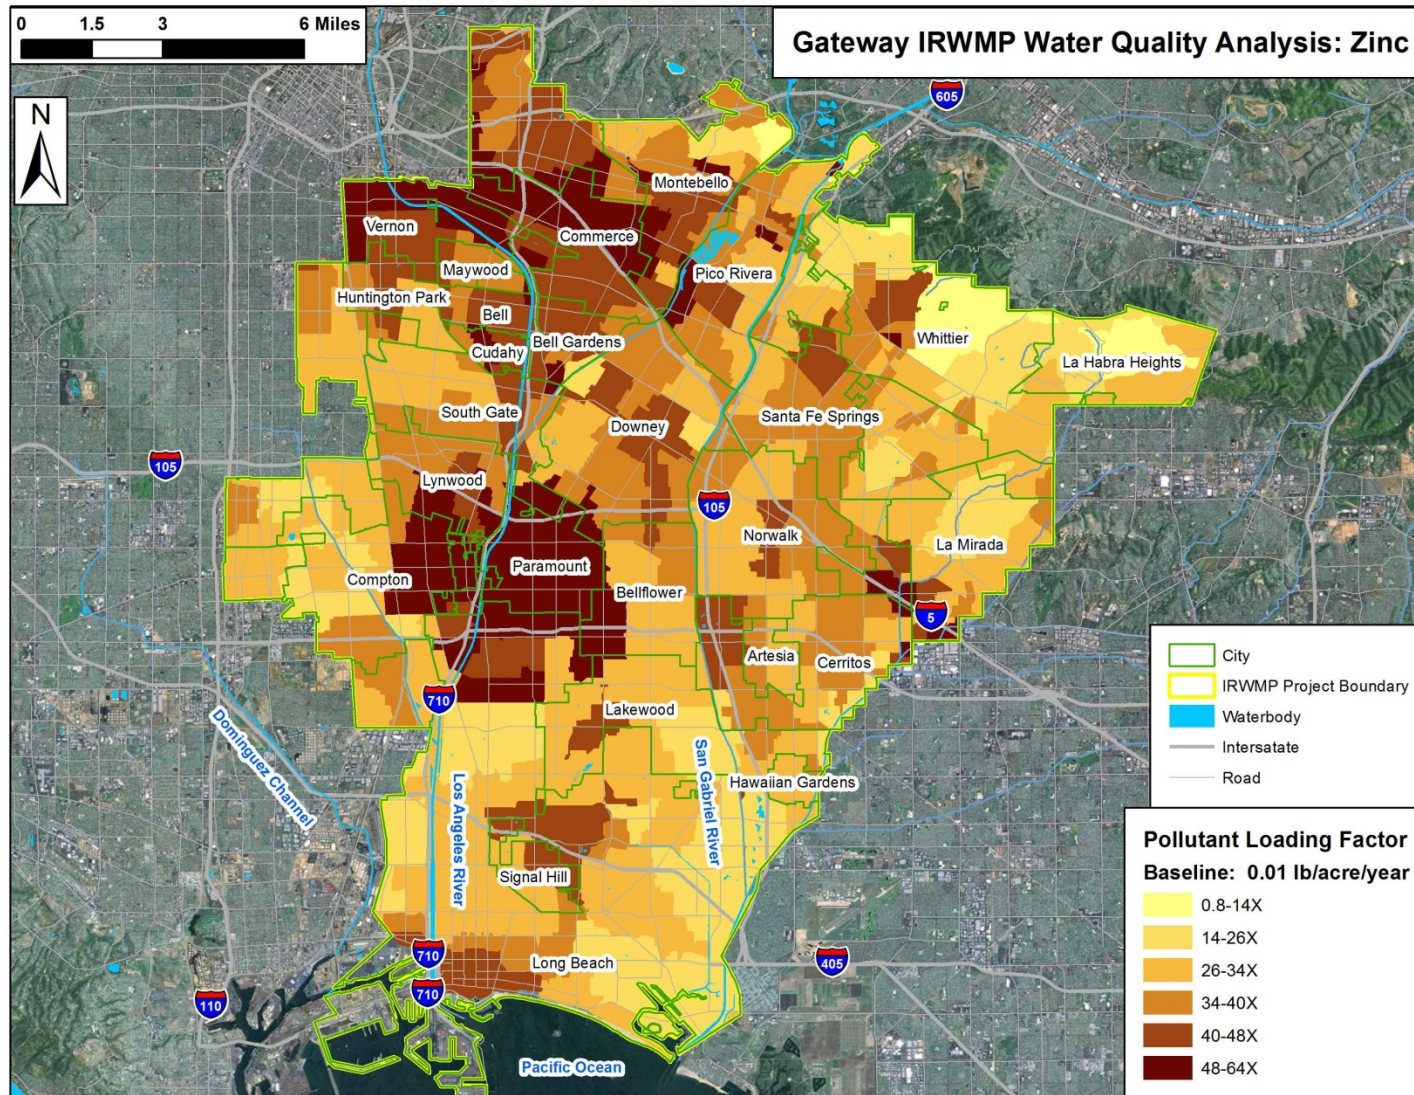 0 1.5 3 6 Miles
Gateway IRWMP Water Quality Analysis: Zinc
N
605
Montebello
Vernon
Commerce
Maywood
Pico Rivera
Huntington Park
Bell
Whittier
Bell Gardens
Cudahy
La Habra Heights
South Gate
Downey
Santa Fe Springs
105
Lynwood
105
Norwalk
La Mirada
Paramount
Compton
Bellflower
5
Artesia
Cerritos
710
Lakewood
Dominguez Channel
Los Angeles River
San Gabriel River
Hawaiian Gardens
Signal Hill
710
Long Beach
405
710
110
Pacific Ocean
City
IRWMP Project Boundary
Waterbody
Intersatate
Road
Pollutant Loading Factor
Baseline: 0.01 lb/acre/year
0.8-14X
14-26X
26-34X
34-40X
40-48X
48-64X